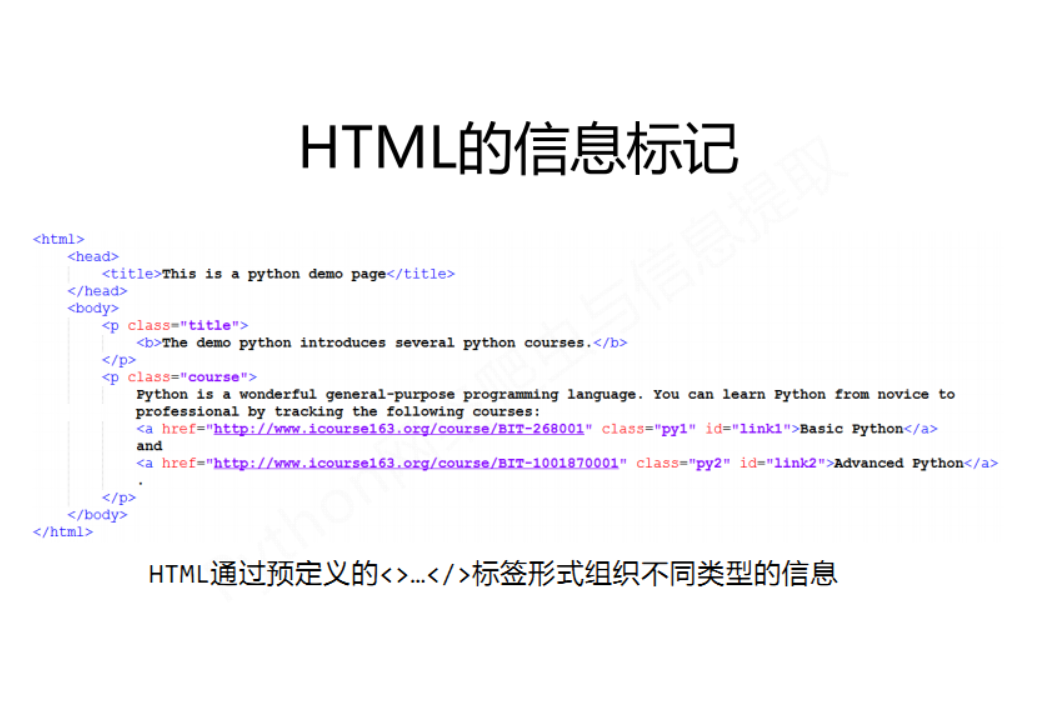 HTML的信息标记
<html>
<head>
<title>This is a python demo page</title>
</head>
<body>
<p class="title">
<b>The demo python introduces several python courses.</b>
</p>
<p class="course">
Python is a wonderful general-purpose programming language. You can learn Python from novice to
professional by tracking the following courses:
<a href="http://www.icourse163.org/course/BIT-268001" class="py1" id="link1">Basic Python</a>
and
<a href="http://www.icourse163.org/course/BIT-1001870001" class="py2" id="link2">Advanced Python</a>
.
</p>
</body>
</html>
HTML通过预定义的<>…</>标签形式组织不同类型的信息